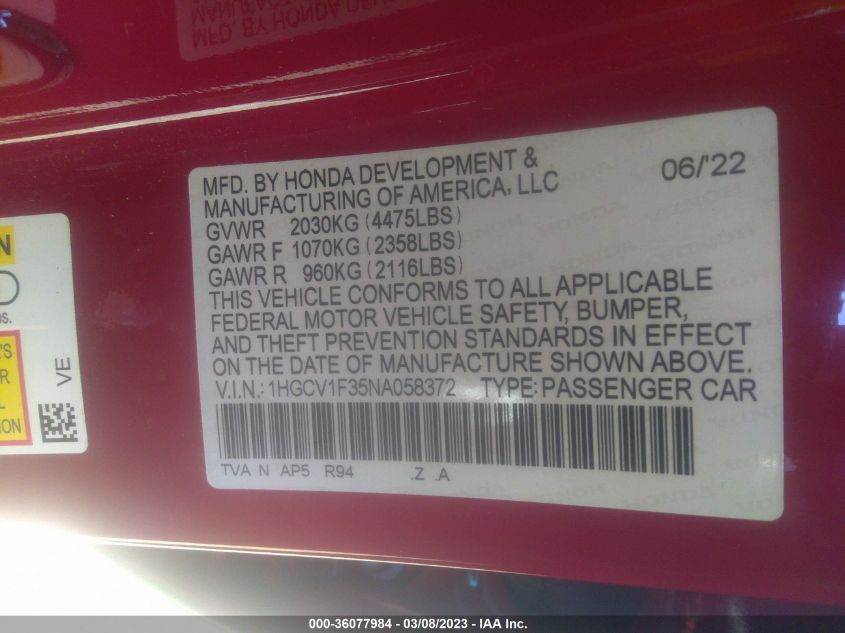 MFD. BY HONDA DEVELOPMENT & 06/'22
MANUFACTURING OF AMERICA, LLC
GVWR 2030KG (4475LBS)
GAWR F 1070KG (2358LBS)
GAWR R 960KG (2116LBS)
THIS VEHICLE CONFORMS TO ALL APPLICABLE
FEDERAL MOTOR VEHICLE SAFETY, BUMPER,
AND THEFT PREVENTION STANDARDS IN EFFECT
ON THE DATE OF MANUFACTURE SHOWN ABOVE.
V.I.N.: 1HGCV1F35NA058372 TYPE: PASSENGER CAR
TVA N AP5 R94 .Z .A
VE
000-36077984 - 03/08/2023 - IAA Inc.